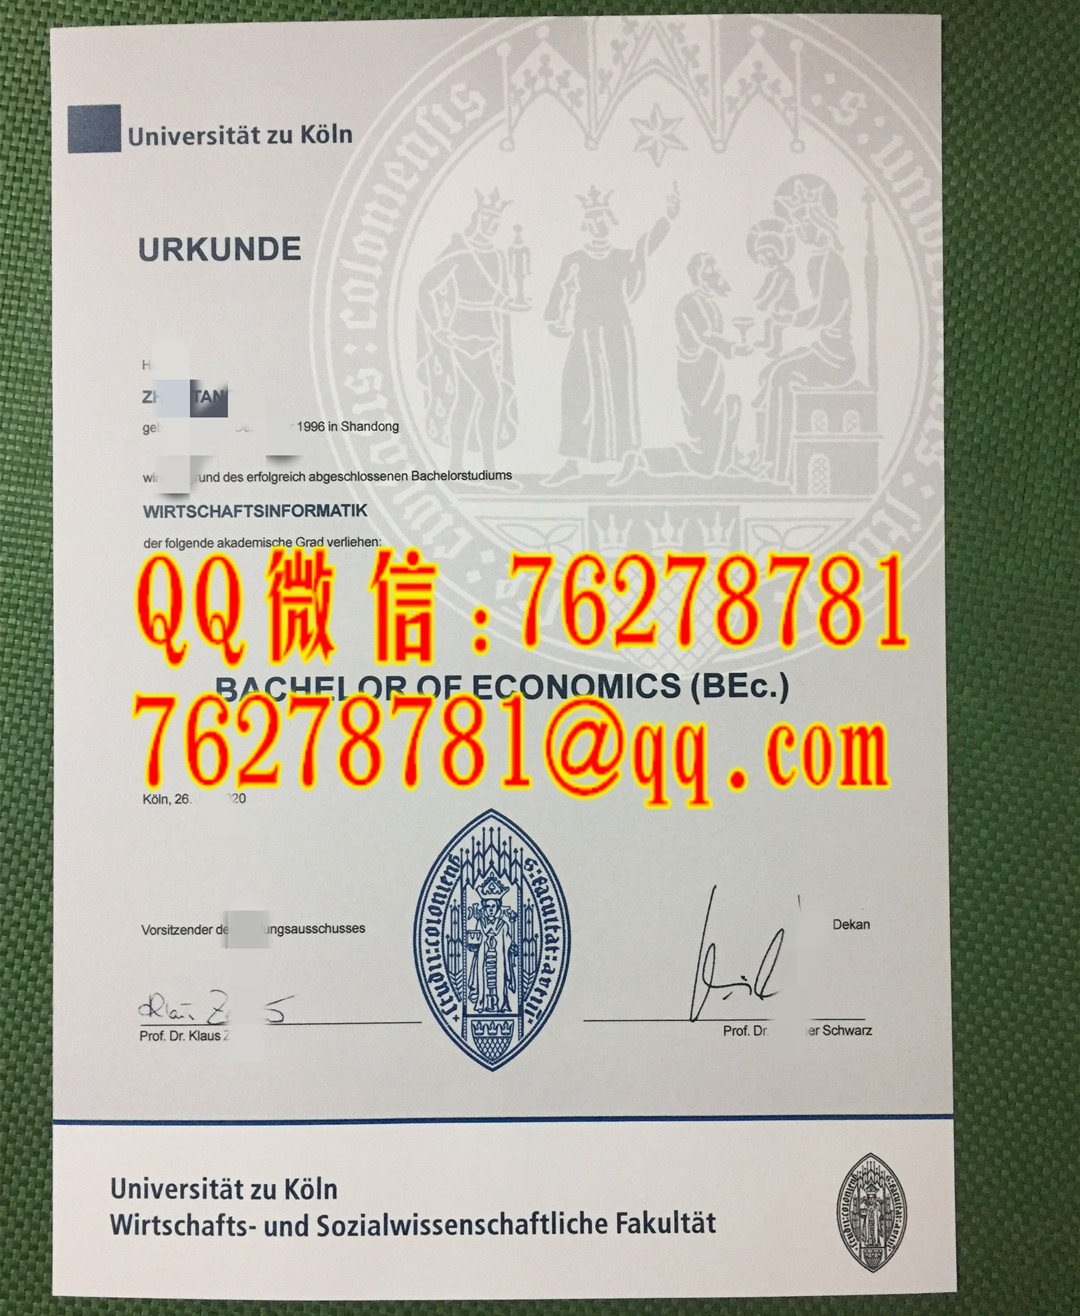 Universität zu Köln
URKUNDE
1996 in Shandong
und des erfolgreich abgeschlossenen Bachelorstudiums
WIRTSCHAFTSINFORMATIK
der folgende akademische Grad verliehen:
QQ微信:76278781
BACHELOR OF ECONOMICS (BEc.)
76278781@qq.com
Köln, 26. 20
Vorsitzender
Dekan
Prof. Dr. Klaus
Prof. Dr. Schwarz
Universität zu Köln
Wirtschafts- und Sozialwissenschaftliche Fakultät